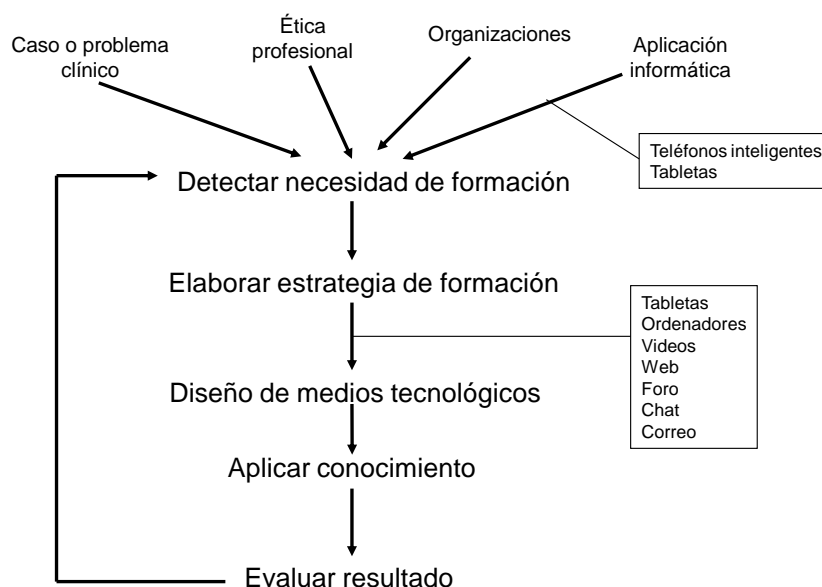 Caso o problema
clínico
Ética
profesional
Organizaciones
Aplicación
informática
Teléfonos inteligentes
Tabletas
Detectar necesidad de formación
Elaborar estrategia de formación
Tabletas
Ordenadores
Videos
Web
Foro
Chat
Correo
Diseño de medios tecnológicos
Aplicar conocimiento
Evaluar resultado